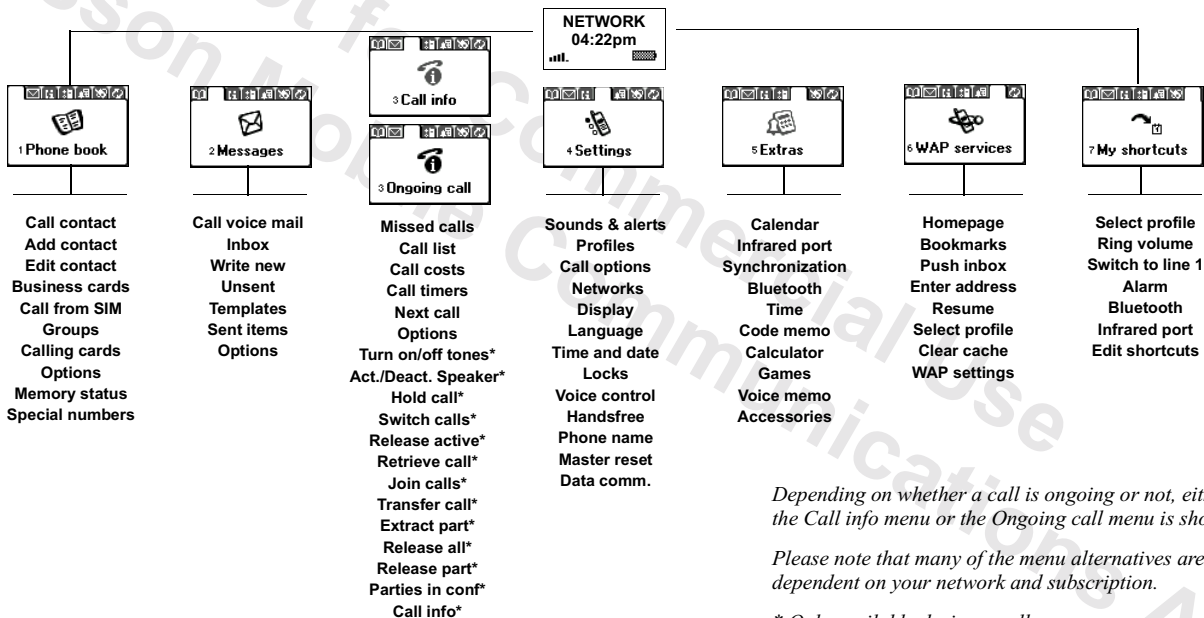 NETWORK
04:22pm
1 Phone book
Call contact
Add contact
Edit contact
Business cards
Call from SIM
Groups
Calling cards
Options
Memory status
Special numbers
2 Messages
Call voice mail
Inbox
Write new
Unsent
Templates
Sent items
Options
3 Call info
3 Ongoing call
Missed calls
Call list
Call costs
Call timers
Next call
Options
Turn on/off tones*
Act./Deact. Speaker*
Hold call*
Switch calls*
Release active*
Retrieve call*
Join calls*
Transfer call*
Extract part*
Release all*
Release part*
Parties in conf*
Call info*
4 Settings
Sounds & alerts
Profiles
Call options
Networks
Display
Language
Time and date
Locks
Voice control
Handsfree
Phone name
Master reset
Data comm.
5 Extras
Calendar
Infrared port
Synchronization
Bluetooth
Time
Code memo
Calculator
Games
Voice memo
Accessories
6 WAP services
Homepage
Bookmarks
Push inbox
Enter address
Resume
Select profile
Clear cache
WAP settings
7 My shortcuts
Select profile
Ring volume
Switch to line 1
Alarm
Bluetooth
Infrared port
Edit shortcuts
Depending on whether a call is ongoing or not,
the Call info menu or the Ongoing call menu is
Please note that many of the menu alternatives are
dependent on your network and subscription.
Commercial Use
Communications